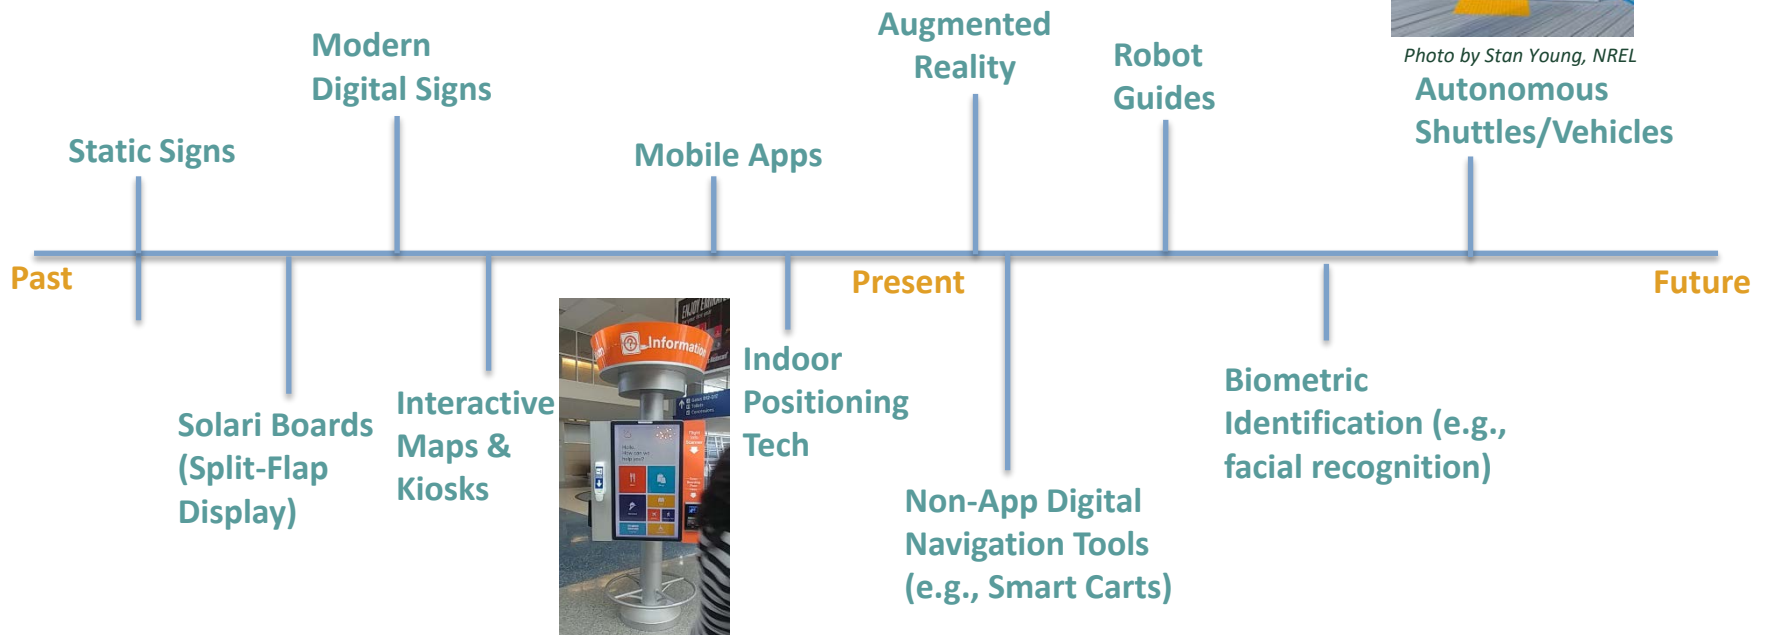 Photo by Stan Young, NREL
Augmented
Reality
Modern
Digital Signs
Robot
Guides
Autonomous
Shuttles/Vehicles
Static Signs
Mobile Apps
Past
Present
Future
ENJOY
Information
Indoor
Positioning
Tech
Interactive
Maps &
Kiosks
Solari Boards
(Split-Flap
Display)
Biometric
Identification (e.g.,
facial recognition)
Non-App Digital
Navigation Tools
(e.g., Smart Carts)